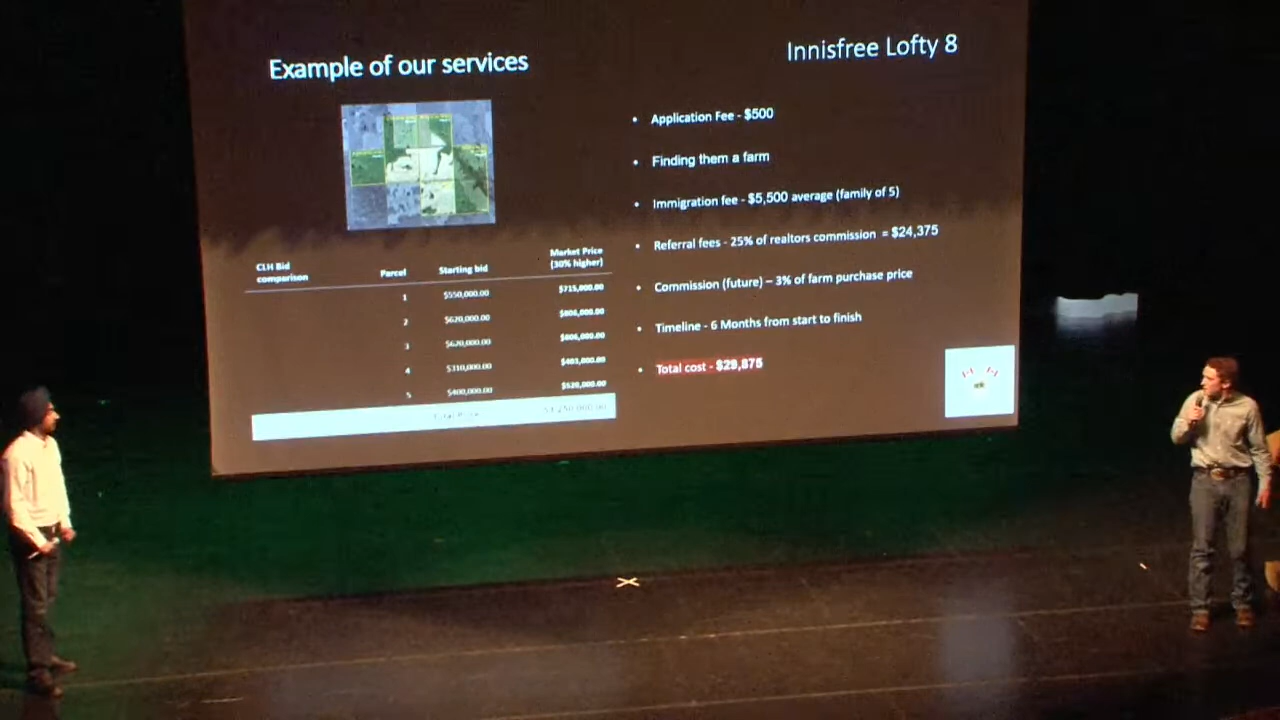 Example of our services
Innisfree Lofty 8
• Application Fee - $500
• Finding them a farm
• Immigration fee - $5,500 average (family of 5)
• Referral fees - 25% of realtors commission = $24,375
• Commission (future) – 3% of farm purchase price
• Timeline - 6 Months from start to finish
• Total cost - $29,875
CLH Bid
comparison
Parcel
Starting bid
Market Price
(30% higher)
1 $550,000.00 $715,000.00
2 $620,000.00 $806,000.00
3 $620,000.00 $806,000.00
4 $310,000.00 $403,000.00
5 $400,000.00 $520,000.00
Total Price